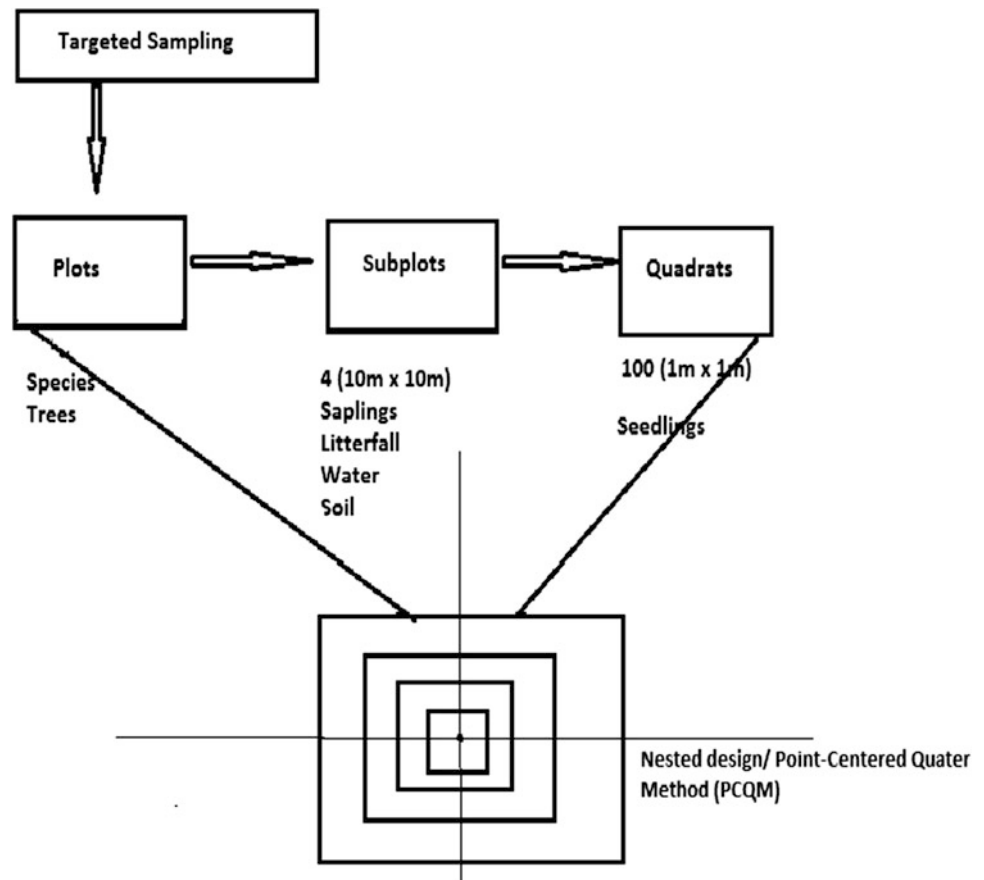 Targeted Sampling
Plots
Subplots
Quadrats
Species
Trees
4 (10m x 10m)
Saplings
Litterfall
Water
Soil
100 (1m x 1m)
Seedlings
Nested design/ Point-Centered Quater
Method (PCQM)